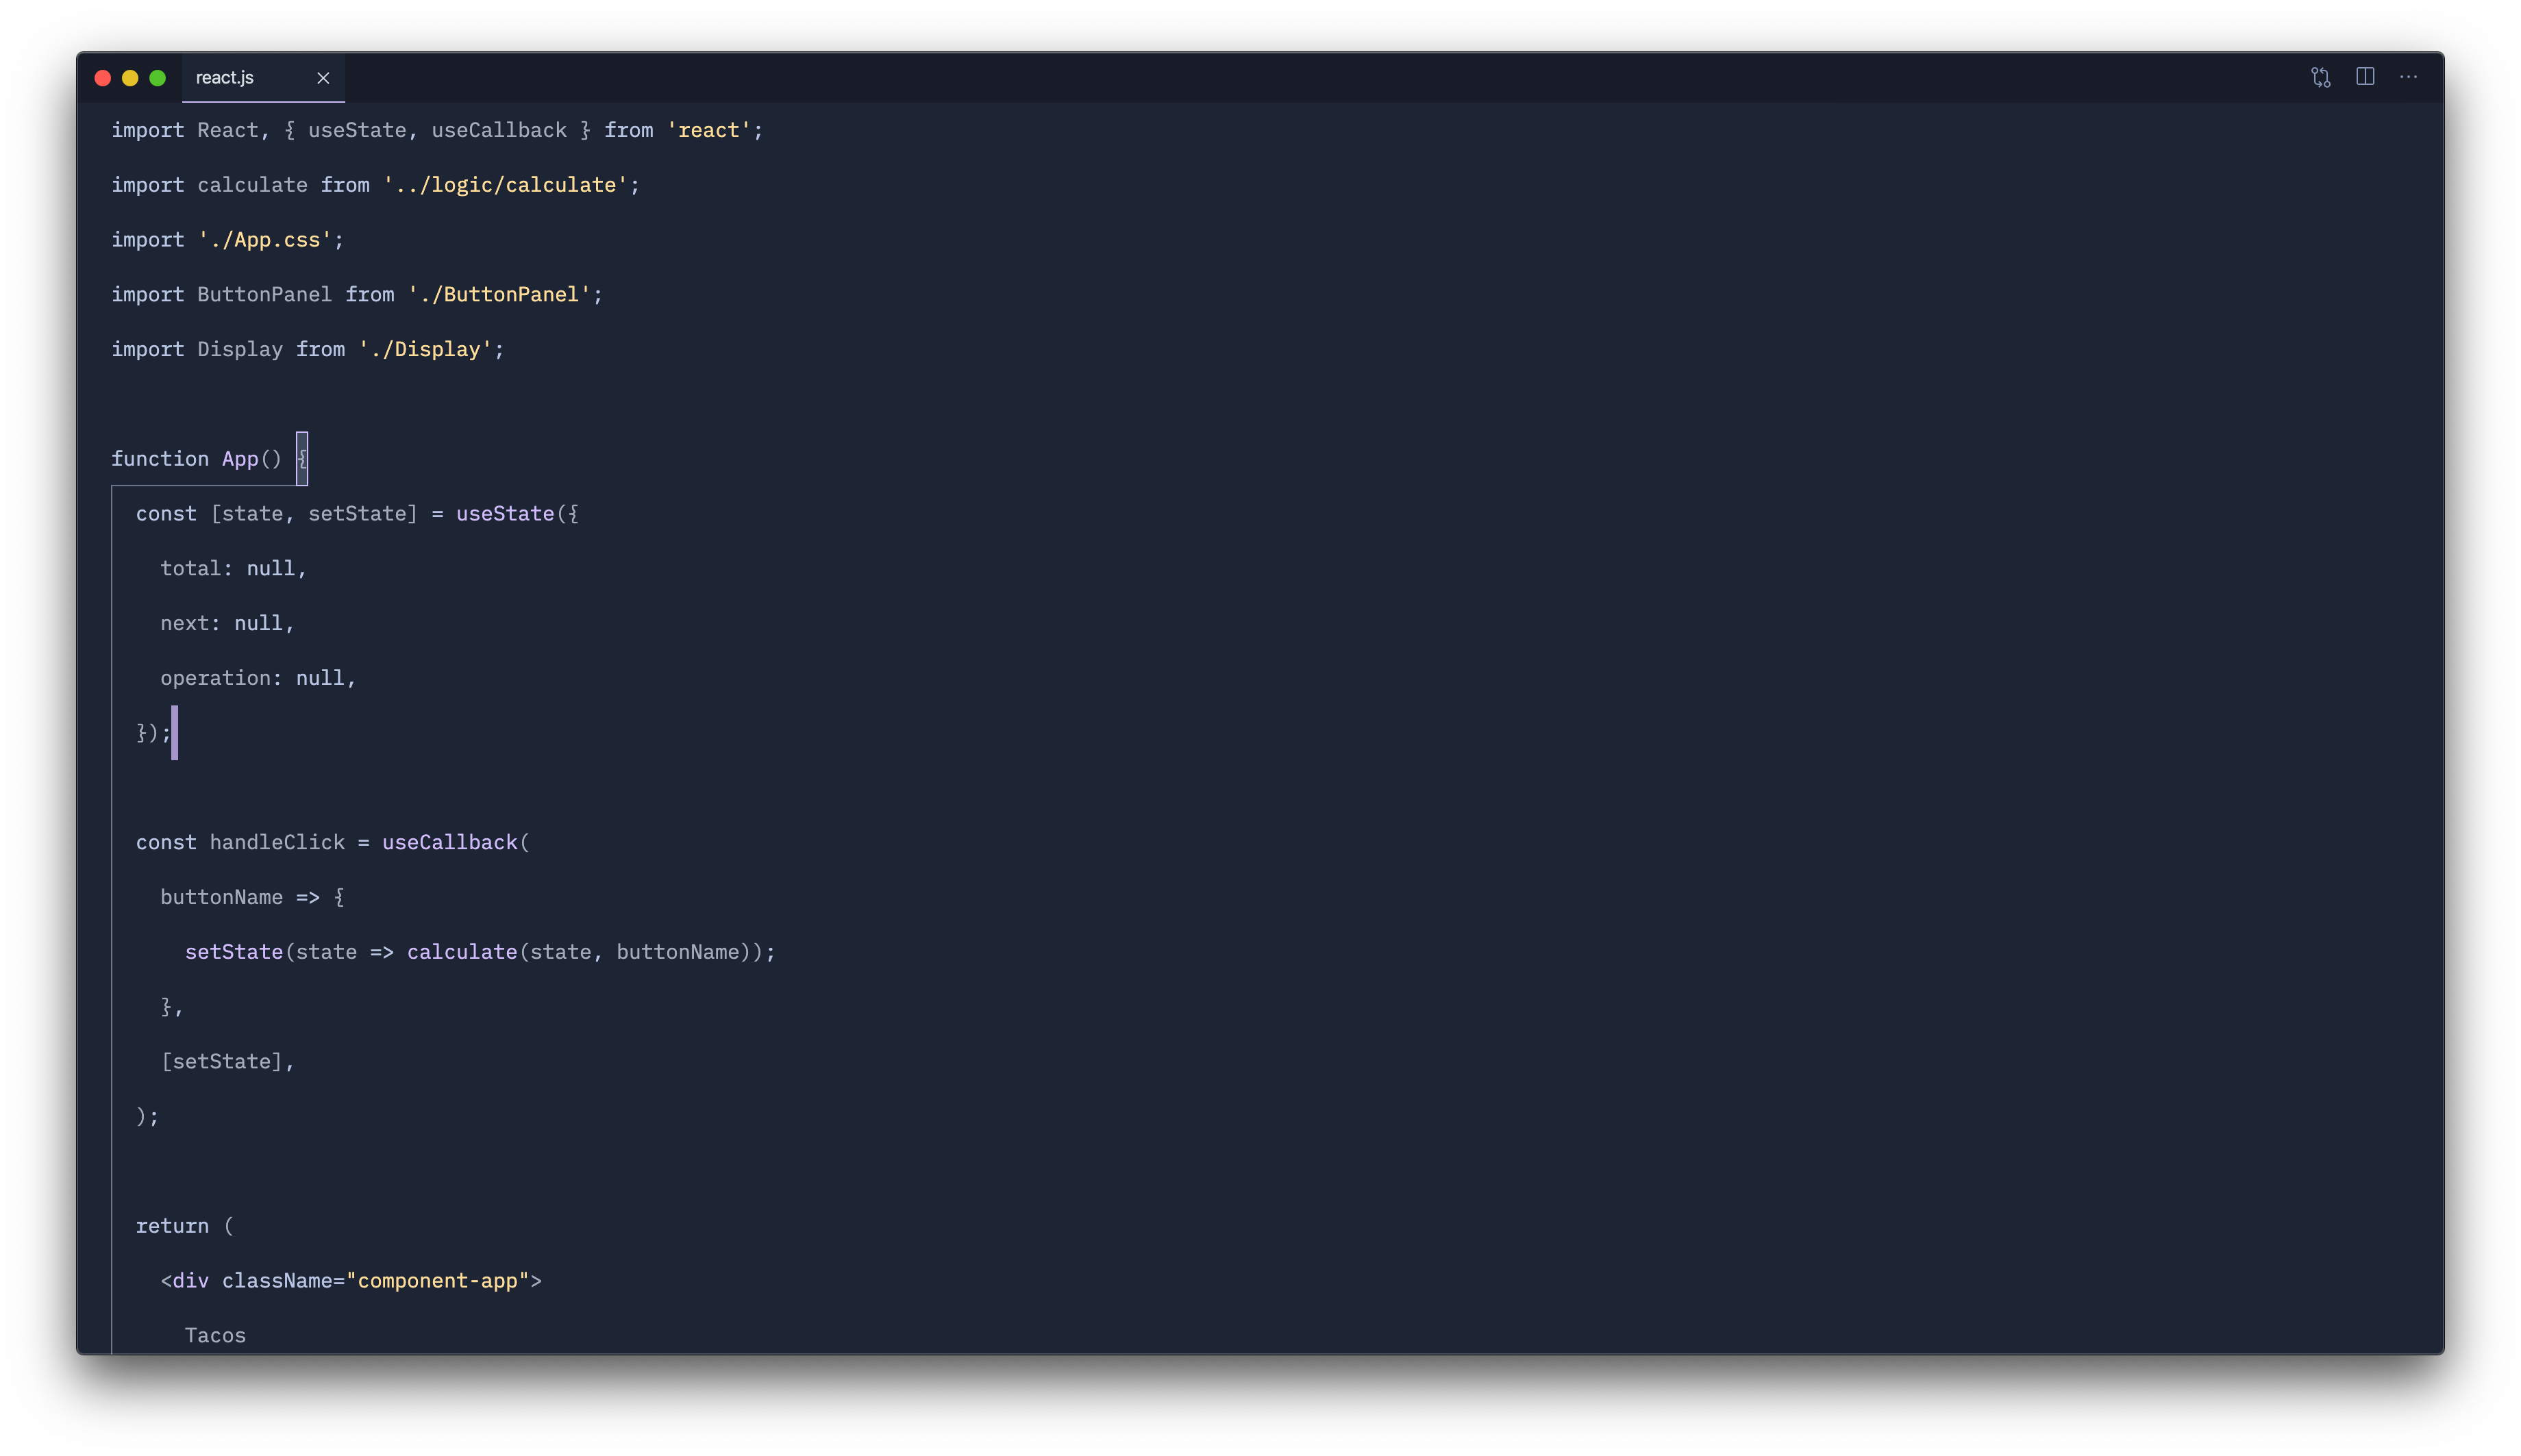 react.js
import React, { useState, useCallback } from 'react';
import calculate from '../logic/calculate';
import './App.css';
import ButtonPanel from './ButtonPanel';
import Display from './Display';
function App() {
  const [state, setState] = useState({
    total: null,
    next: null,
    operation: null,
  });
  const handleClick = useCallback(
    buttonName => {
      setState(state => calculate(state, buttonName));
    },
    [setState],
  );
  return (
    <div className="component-app">
      Tacos